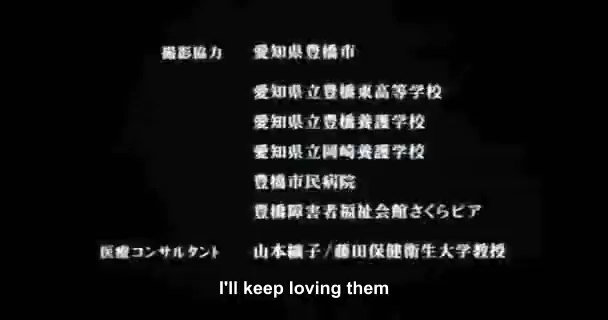 撮影協力 愛知県豊橋市
愛知県立豊橋東高等学校
愛知県立豊橋養護学校
愛知県立岡崎養護学校
豊橋市民病院
豊橋障害者福祉会館さくらピア
医療コンサルタント 山本纊子/藤田保健衛生大学教授
I'll keep loving them